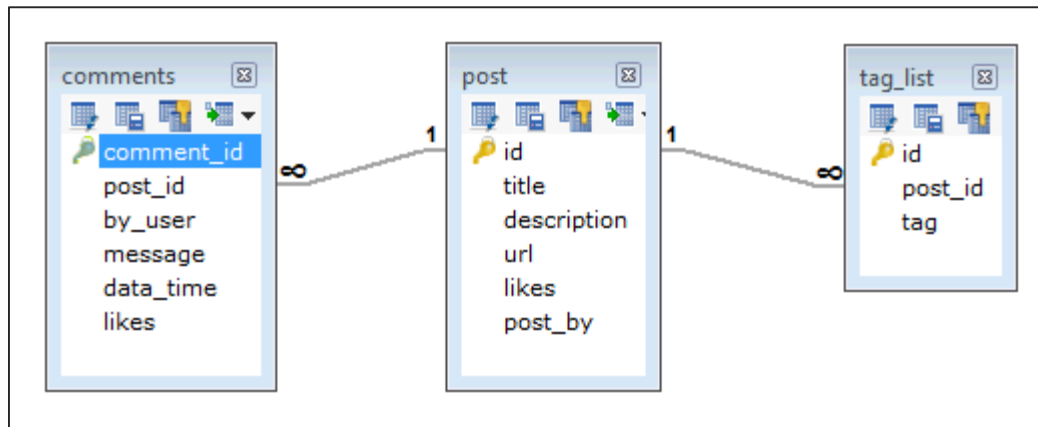 comments
comment_id
post_id
by_user
message
data_time
likes
∞
1
post
id
title
description
url
likes
post_by
1
∞
tag_list
id
post_id
tag